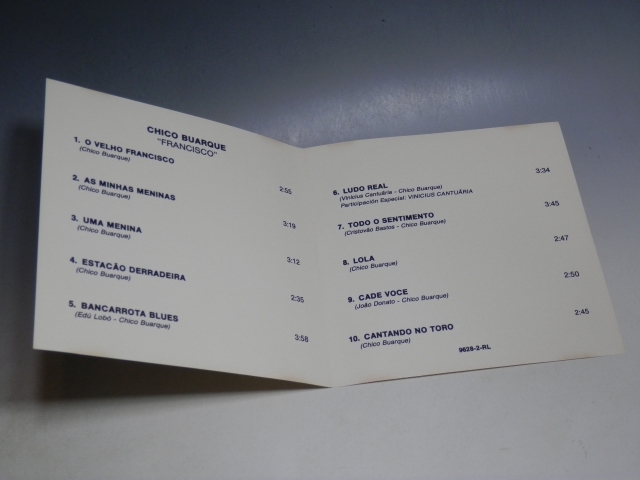 CHICO BUARQUE
"FRANCISCO"
1. O VELHO FRANCISCO
(Chico Buarque)
2:55
2. AS MINHAS MENINAS
(Chico Buarque)
3:19
3. UMA MENINA
(Chico Buarque)
3:12
4. ESTACÃO DERRADEIRA
(Chico Buarque)
2:35
5. BANCARROTA BLUES
(Edú Lobô - Chico Buarque)
3:58
6. LUDO REAL
(Vinicius Cantuária - Chico Buarque)
Participación Especial: VINICIUS CANTUÁRIA
3:34
7. TODO O SENTIMENTO
(Cristovão Bastos - Chico Buarque)
3:45
8. LOLA
(Chico Buarque)
2:47
9. CADE VOCE
(João Donato - Chico Buarque)
2:50
10. CANTANDO NO TORO
(Chico Buarque)
2:45
9628-2-RL